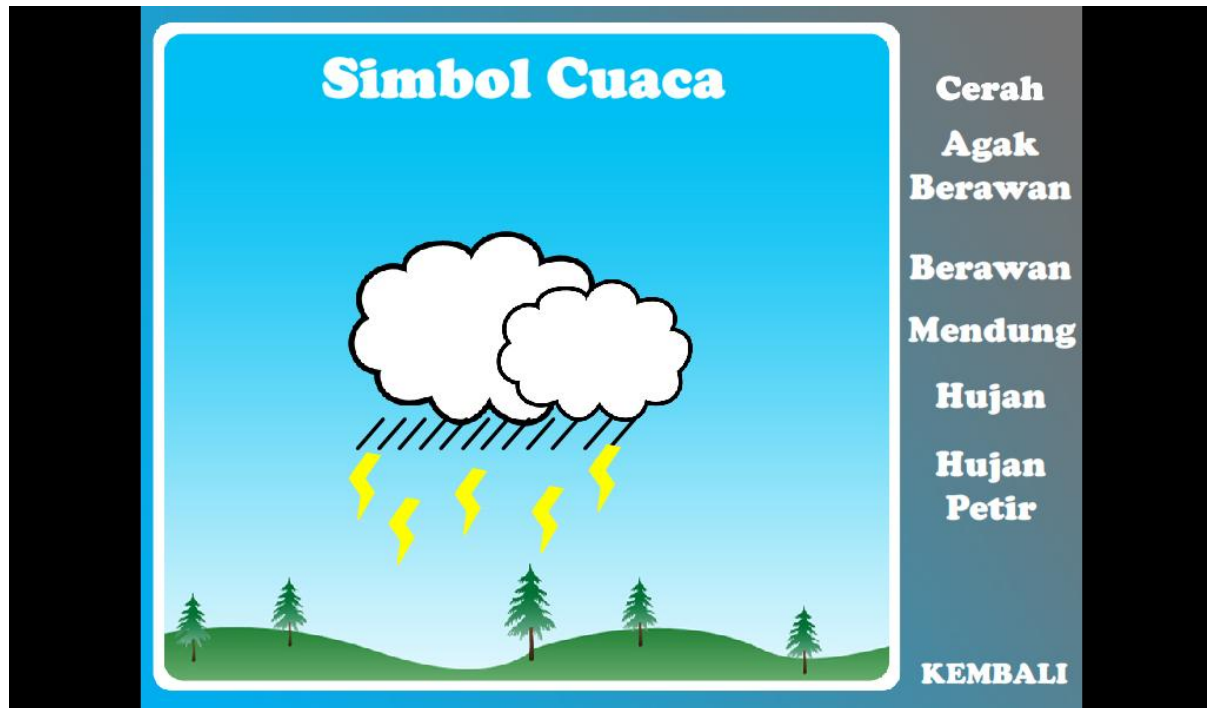 Simbol Cuaca
Cerah
Agak
Berawan
Berawan
Mendung
Hujan
Hujan
Petir
KEMBALI